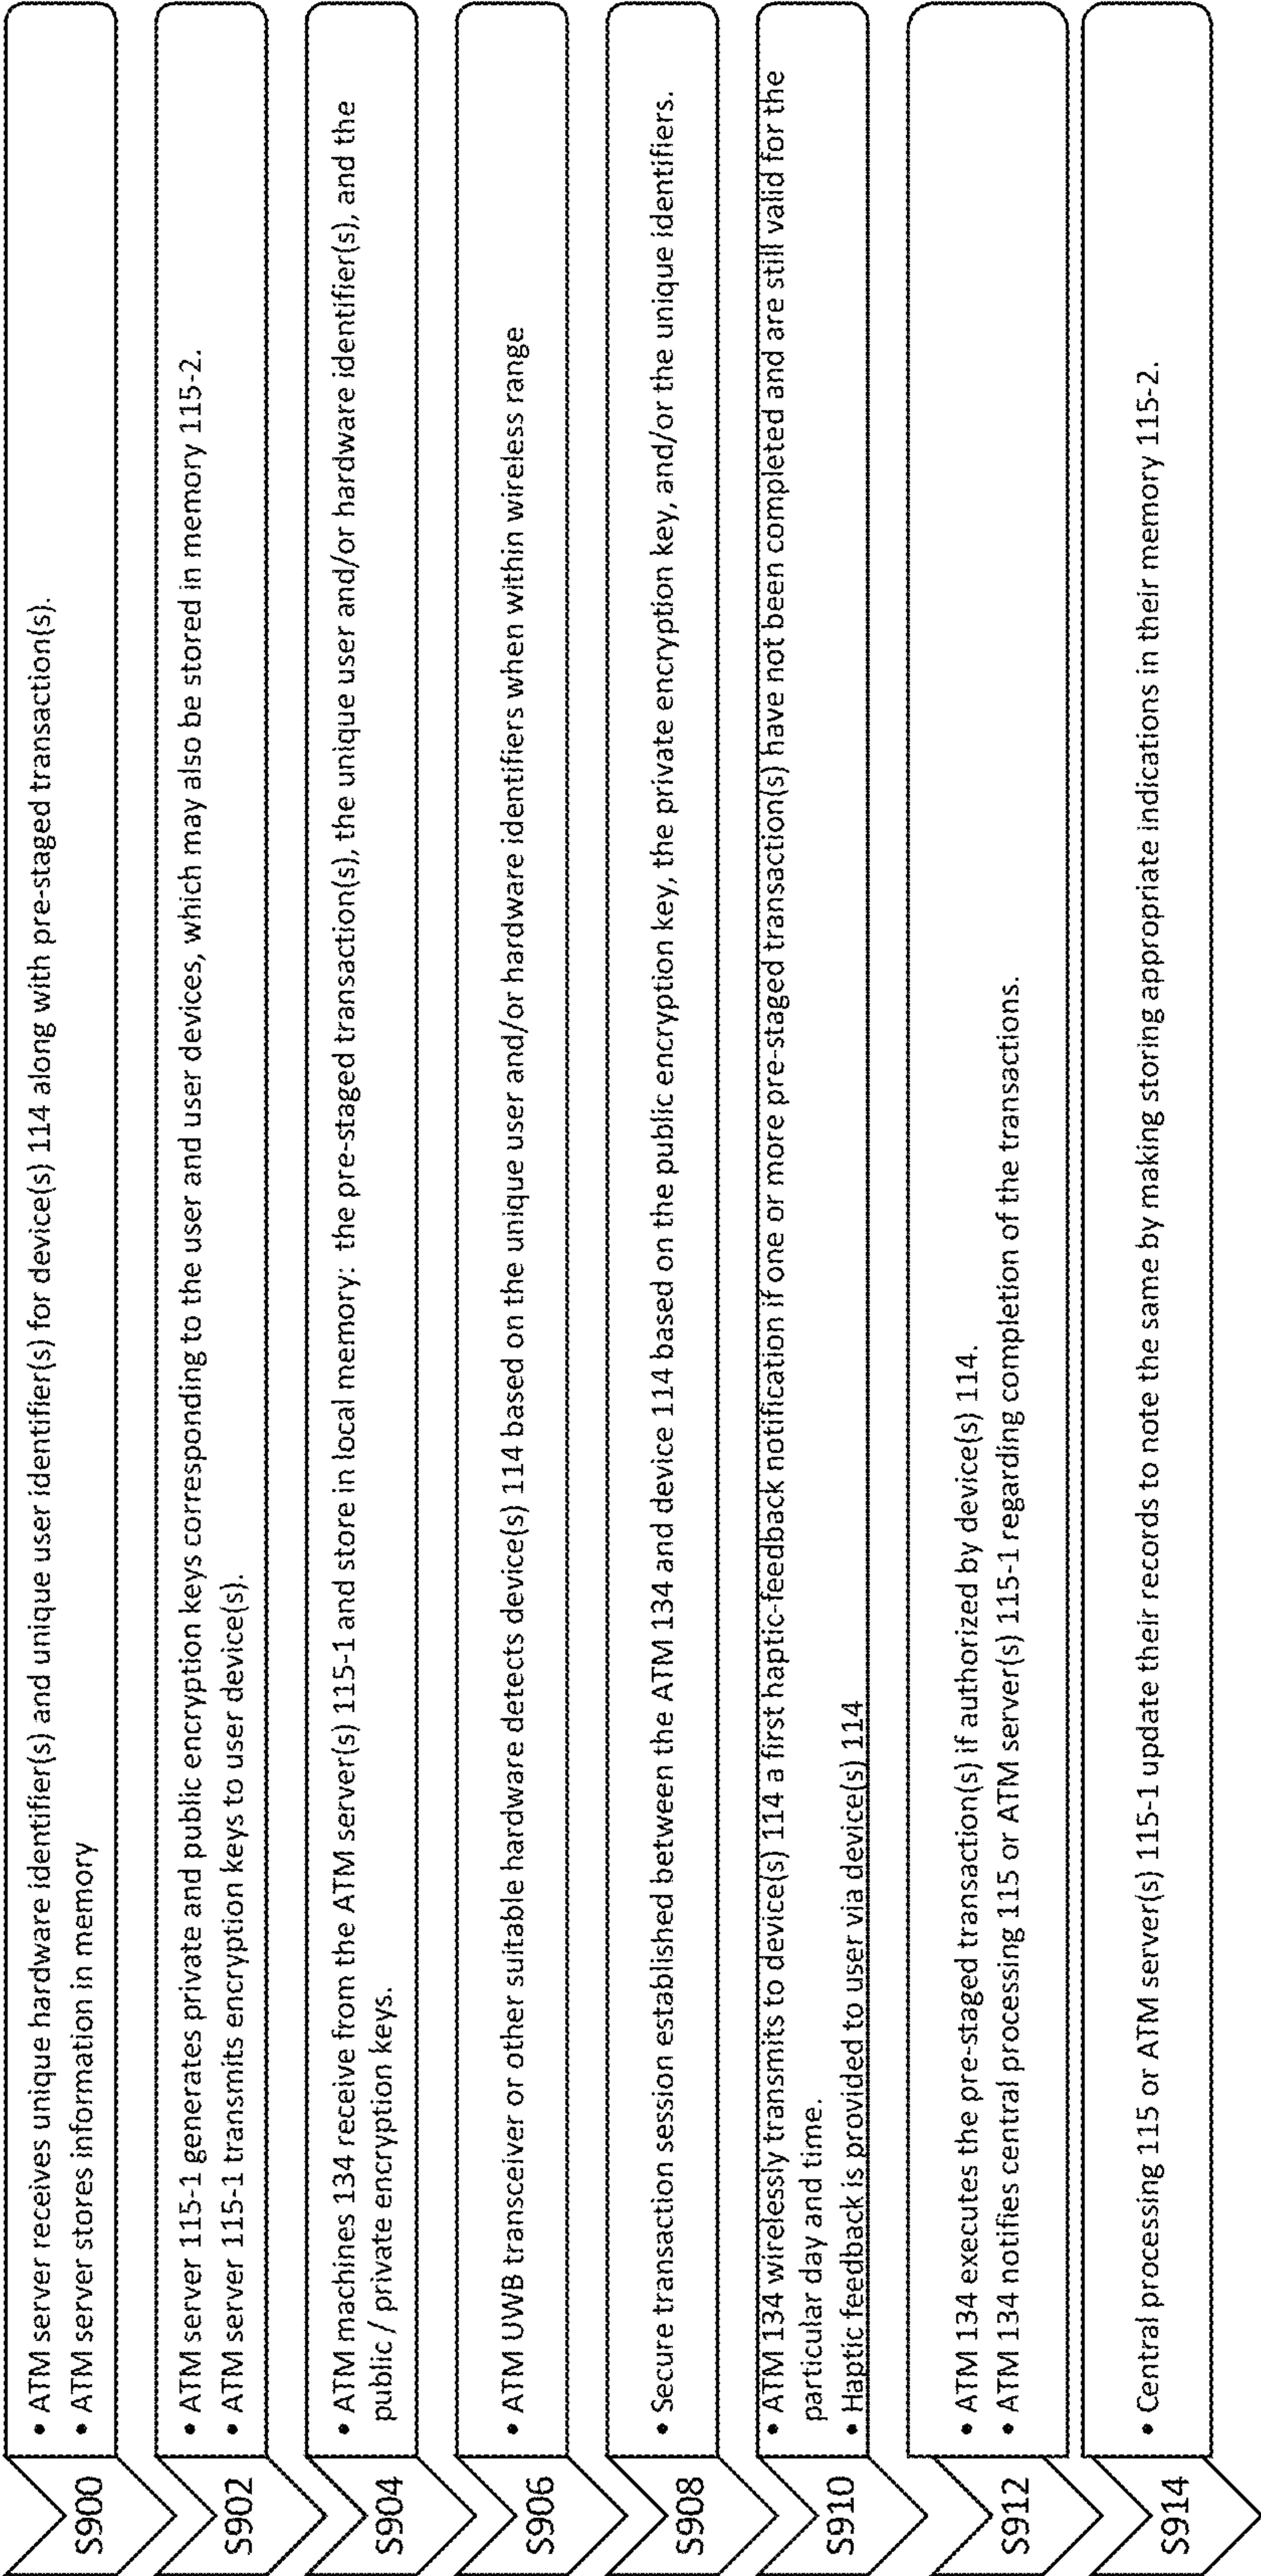 S900
• ATM server receives unique hardware identifier(s) and unique user identifier(s) for device(s) 114 along with pre-staged transaction(s).
• ATM server stores information in memory
S902
• ATM server 115-1 generates private and public encryption keys corresponding to the user and user devices, which may also be stored in memory 115-2.
• ATM server 115-1 transmits encryption keys to user device(s).
S904
• ATM machines 134 receive from the ATM server(s) 115-1 and store in local memory: the pre-staged transaction(s), the unique user and/or hardware identifier(s), and the
public / private encryption keys.
S906
• ATM UWB transceiver or other suitable hardware detects device(s) 114 based on the unique user and/or hardware identifiers when within wireless range
S908
• Secure transaction session established between the ATM 134 and device 114 based on the public encryption key, the private encryption key, and/or the unique identifiers.
S910
• ATM 134 wirelessly transmits to device(s) 114 a first haptic-feedback notification if one or more pre-staged transaction(s) have not been completed and are still valid for the
particular day and time.
• Haptic feedback is provided to user via device(s) 114
S912
• ATM 134 executes the pre-staged transaction(s) if authorized by device(s) 114.
• ATM 134 notifies central processing 115 or ATM server(s) 115-1 regarding completion of the transactions.
S914
• Central processing 115 or ATM server(s) 115-1 update their records to note the same by making storing appropriate indications in their memory 115-2.